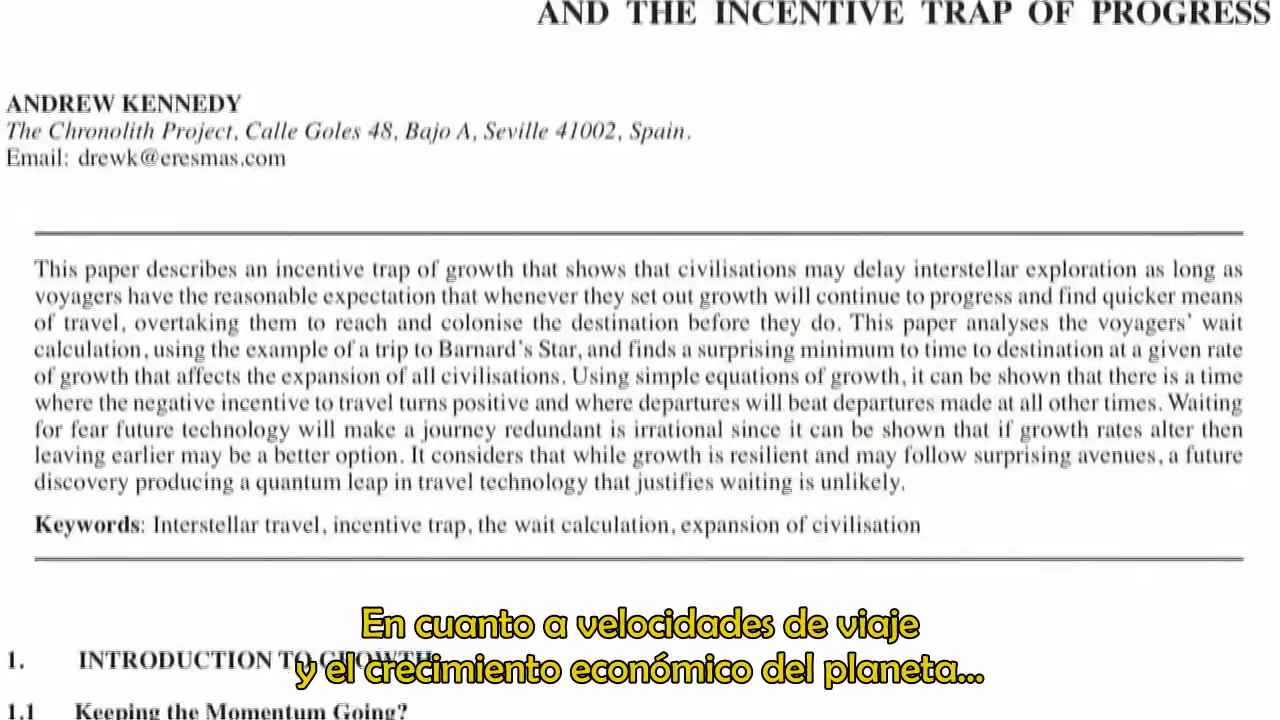 AND THE INCENTIVE TRAP OF PROGRESS
ANDREW KENNEDY
The Chronolith Project, Calle Goles 48, Bajo A, Seville 41002, Spain.
Email: drewk@eresmas.com
This paper describes an incentive trap of growth that shows that civilisations may delay interstellar exploration as long as
voyagers have the reasonable expectation that whenever they set out growth will continue to progress and find quicker means
of travel, overtaking them to reach and colonise the destination before they do. This paper analyses the voyagers' wait
calculation, using the example of a trip to Barnard's Star, and finds a surprising minimum to time to destination at a given rate
of growth that affects the expansion of all civilisations. Using simple equations of growth, it can be shown that there is a time
where the negative incentive to travel turns positive and where departures will beat departures made at all other times. Waiting
for fear future technology will make a journey redundant is irrational since it can be shown that if growth rates alter then
leaving earlier may be a better option. It considers that while growth is resilient and may follow surprising avenues, a future
discovery producing a quantum leap in travel technology that justifies waiting is unlikely.
Keywords: Interstellar travel, incentive trap, the wait calculation, expansion of civilisation
En cuanto a velocidades de viaje
1. INTRODUCTION TO GROWTH
y el crecimiento económico del planeta...
1.1 Keeping the Momentum Going?